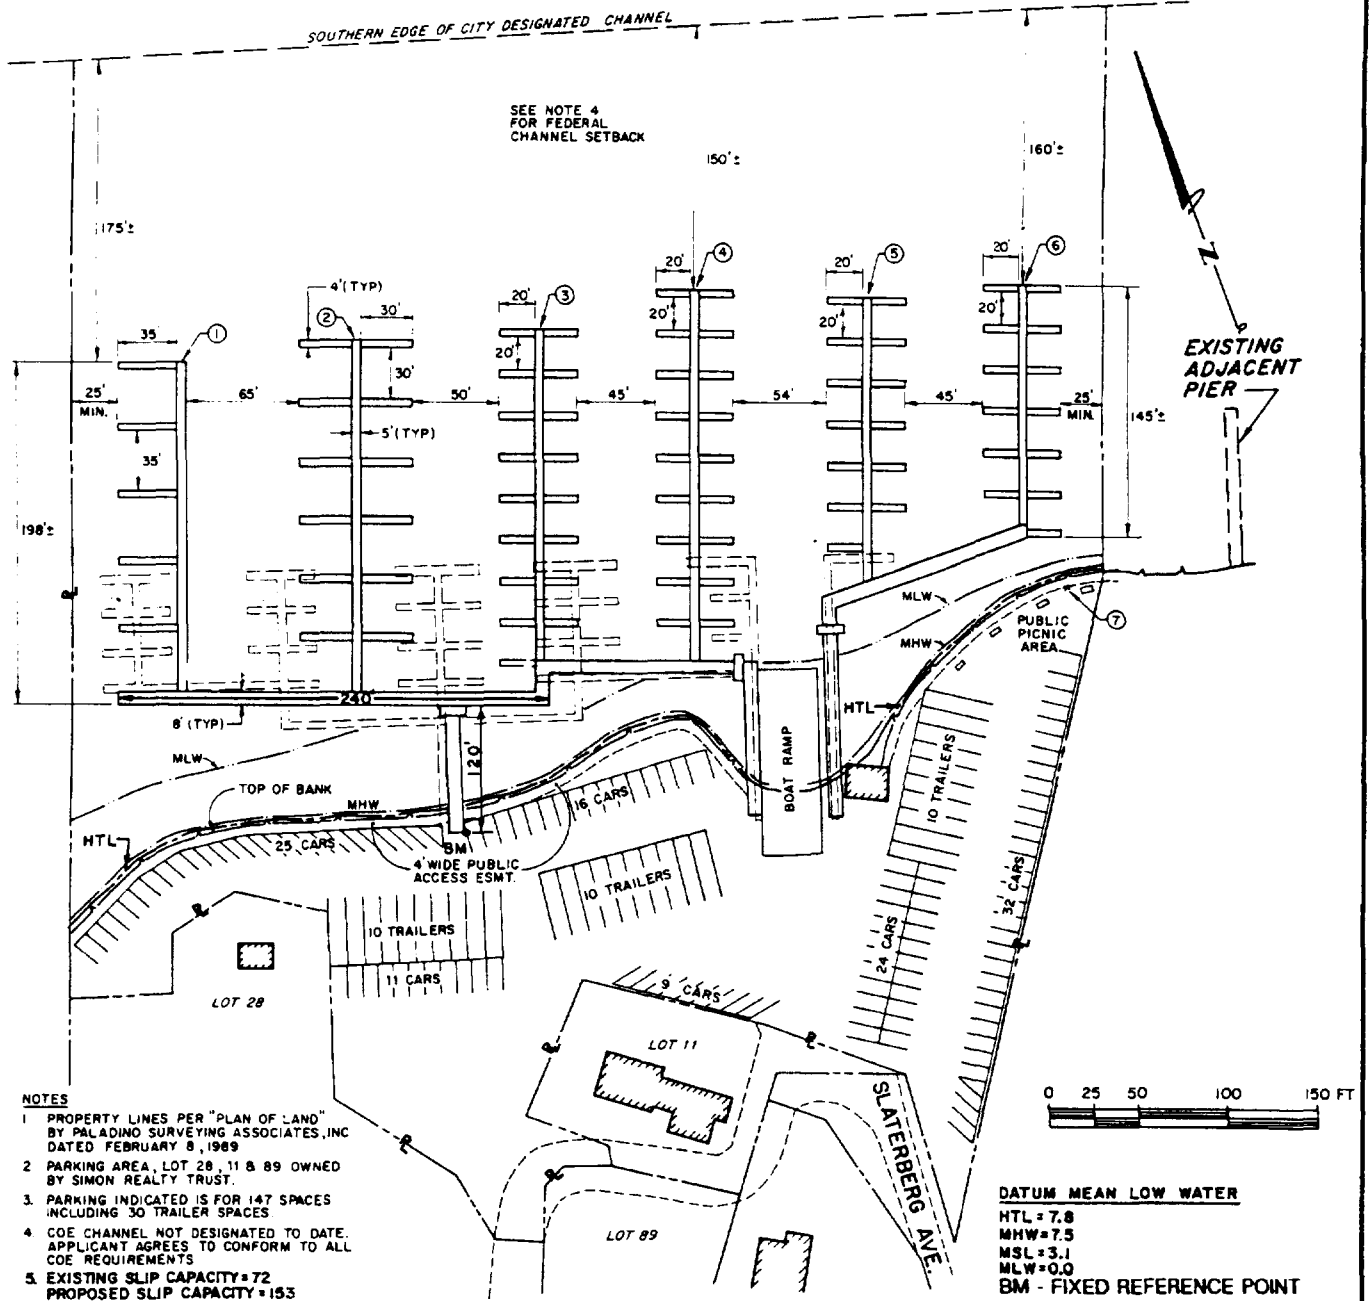 SOUTHERN EDGE OF CITY DESIGNATED CHANNEL
SEE NOTE 4
FOR FEDERAL
CHANNEL SETBACK
150'±
160'±
175'±
N
4'(TYP)
30'
20'
20'
20'
20'
35'
1
2
3
4
5
6
20'
20'
20'
20'
30'
EXISTING
ADJACENT
PIER
25'
MIN.
65'
50'
45'
54'
45'
25'
MIN.
145'±
5'(TYP)
35'
198'±
MLW
MHW
PUBLIC
PICNIC
AREA
7
240
8'(TYP)
120'
HTL
MLW
TOP OF BANK
MHW
BOAT RAMP
10 TRAILERS
16 CARS
HTL
25 CARS
BM
4' WIDE PUBLIC
ACCESS ESMT.
10 TRAILERS
32 CARS
10 TRAILERS
24 CARS
11 CARS
9 CARS
LOT 28
LOT 11
SLATERBERG AVE.
LOT 89
0 25 50 100 150 FT
NOTES
1 PROPERTY LINES PER "PLAN OF LAND"
BY PALADINO SURVEYING ASSOCIATES, INC
DATED FEBRUARY 8, 1989
2 PARKING AREA, LOT 28, 11 & 89 OWNED
BY SIMON REALTY TRUST.
3. PARKING INDICATED IS FOR 147 SPACES
INCLUDING 30 TRAILER SPACES
4 COE CHANNEL NOT DESIGNATED TO DATE.
APPLICANT AGREES TO CONFORM TO ALL
COE REQUIREMENTS
5. EXISTING SLIP CAPACITY = 72
PROPOSED SLIP CAPACITY = 153
DATUM MEAN LOW WATER
HTL = 7.8
MHW = 7.5
MSL = 3.1
MLW = 0.0
BM - FIXED REFERENCE POINT